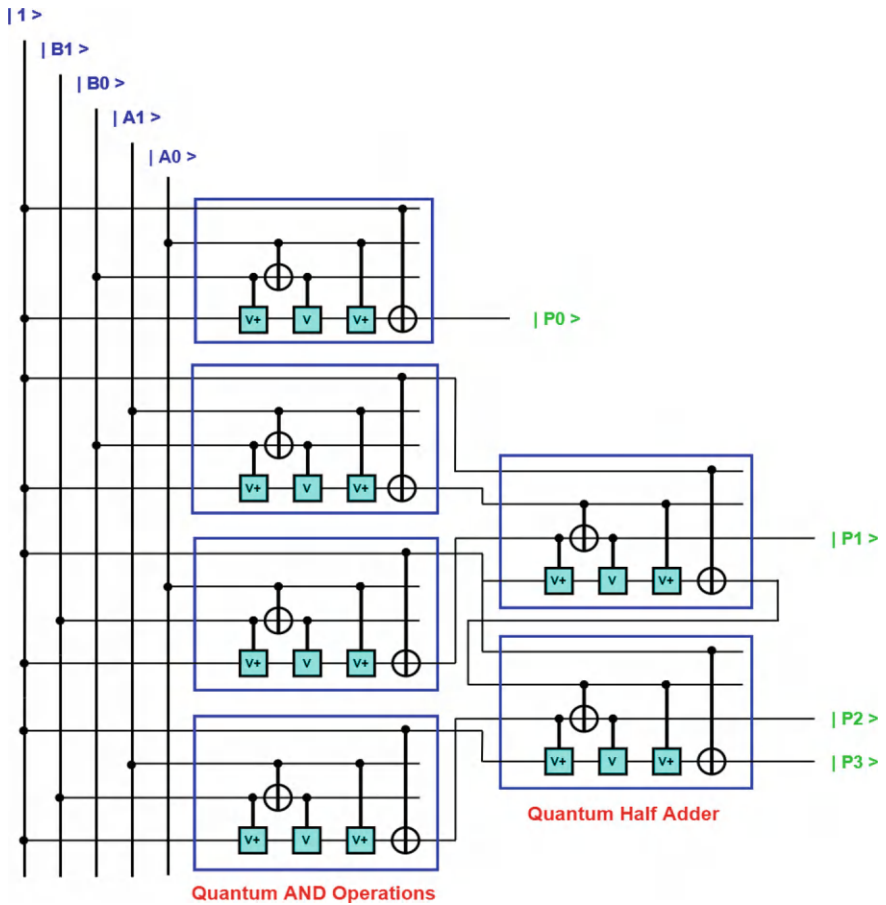 | 1 >
| B1 >
| B0 >
| A1 >
| A0 >
V+ V V+
| P0 >
V+ V V+
| P1 >
V+ V V+
V+ V V+
| P2 >
V+ V V+
| P3 >
Quantum Half Adder
V+ V V+
Quantum AND Operations